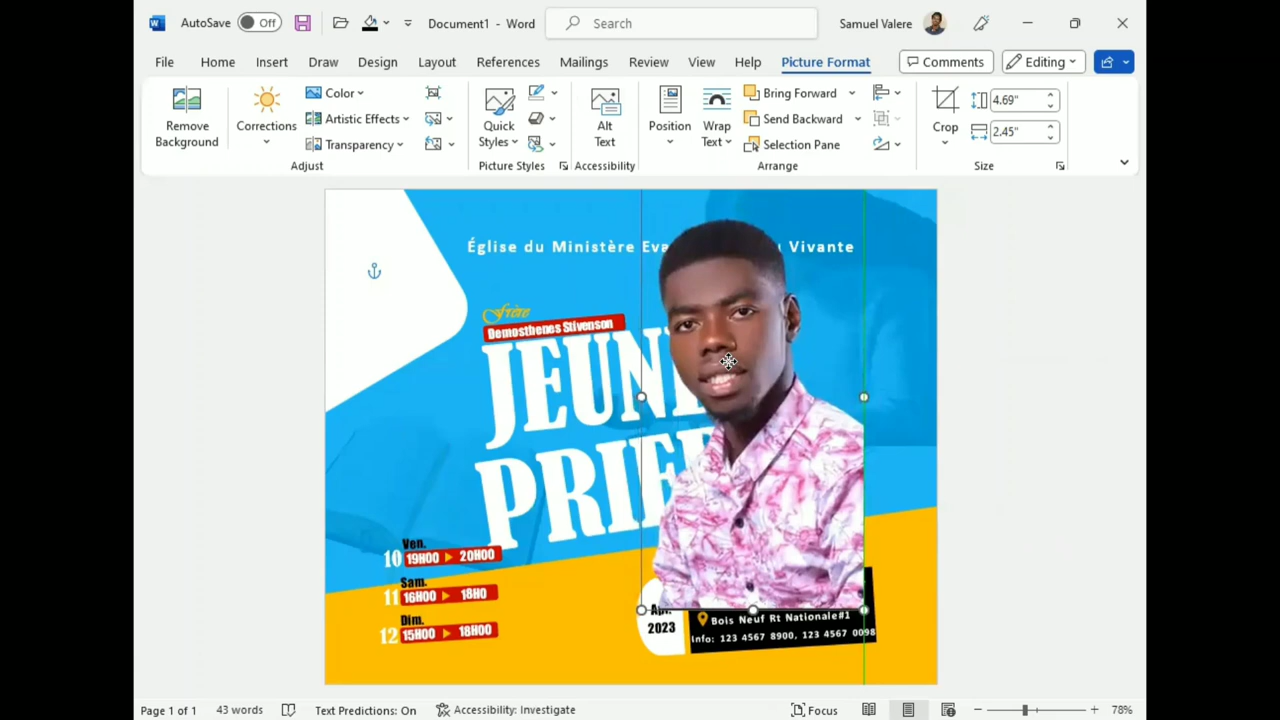 AutoSave Off Document1 - Word Search Samuel Valere
File Home Insert Draw Design Layout References Mailings Review View Help Picture Format Comments Editing
Remove Background
Corrections
Color
Artistic Effects
Transparency
Adjust
Quick Styles
Picture Styles
Alt Text
Accessibility
Position
Wrap Text
Bring Forward
Send Backward
Selection Pane
Arrange
Crop
4.69"
2.45"
Size
Église du Ministère Eva Vivante
Frère
Demosthenes Stivenson
JEUN
PRIE
Ven.
10 19H00 20H00
Sam.
11 16H00 18H0
Dim.
12 15H00 18H00
2023
Bois Neuf Rt Nationale#1
Info: 123 4567 8900, 123 4567 0098
Page 1 of 1 43 words Text Predictions: On Accessibility: Investigate Focus 78%